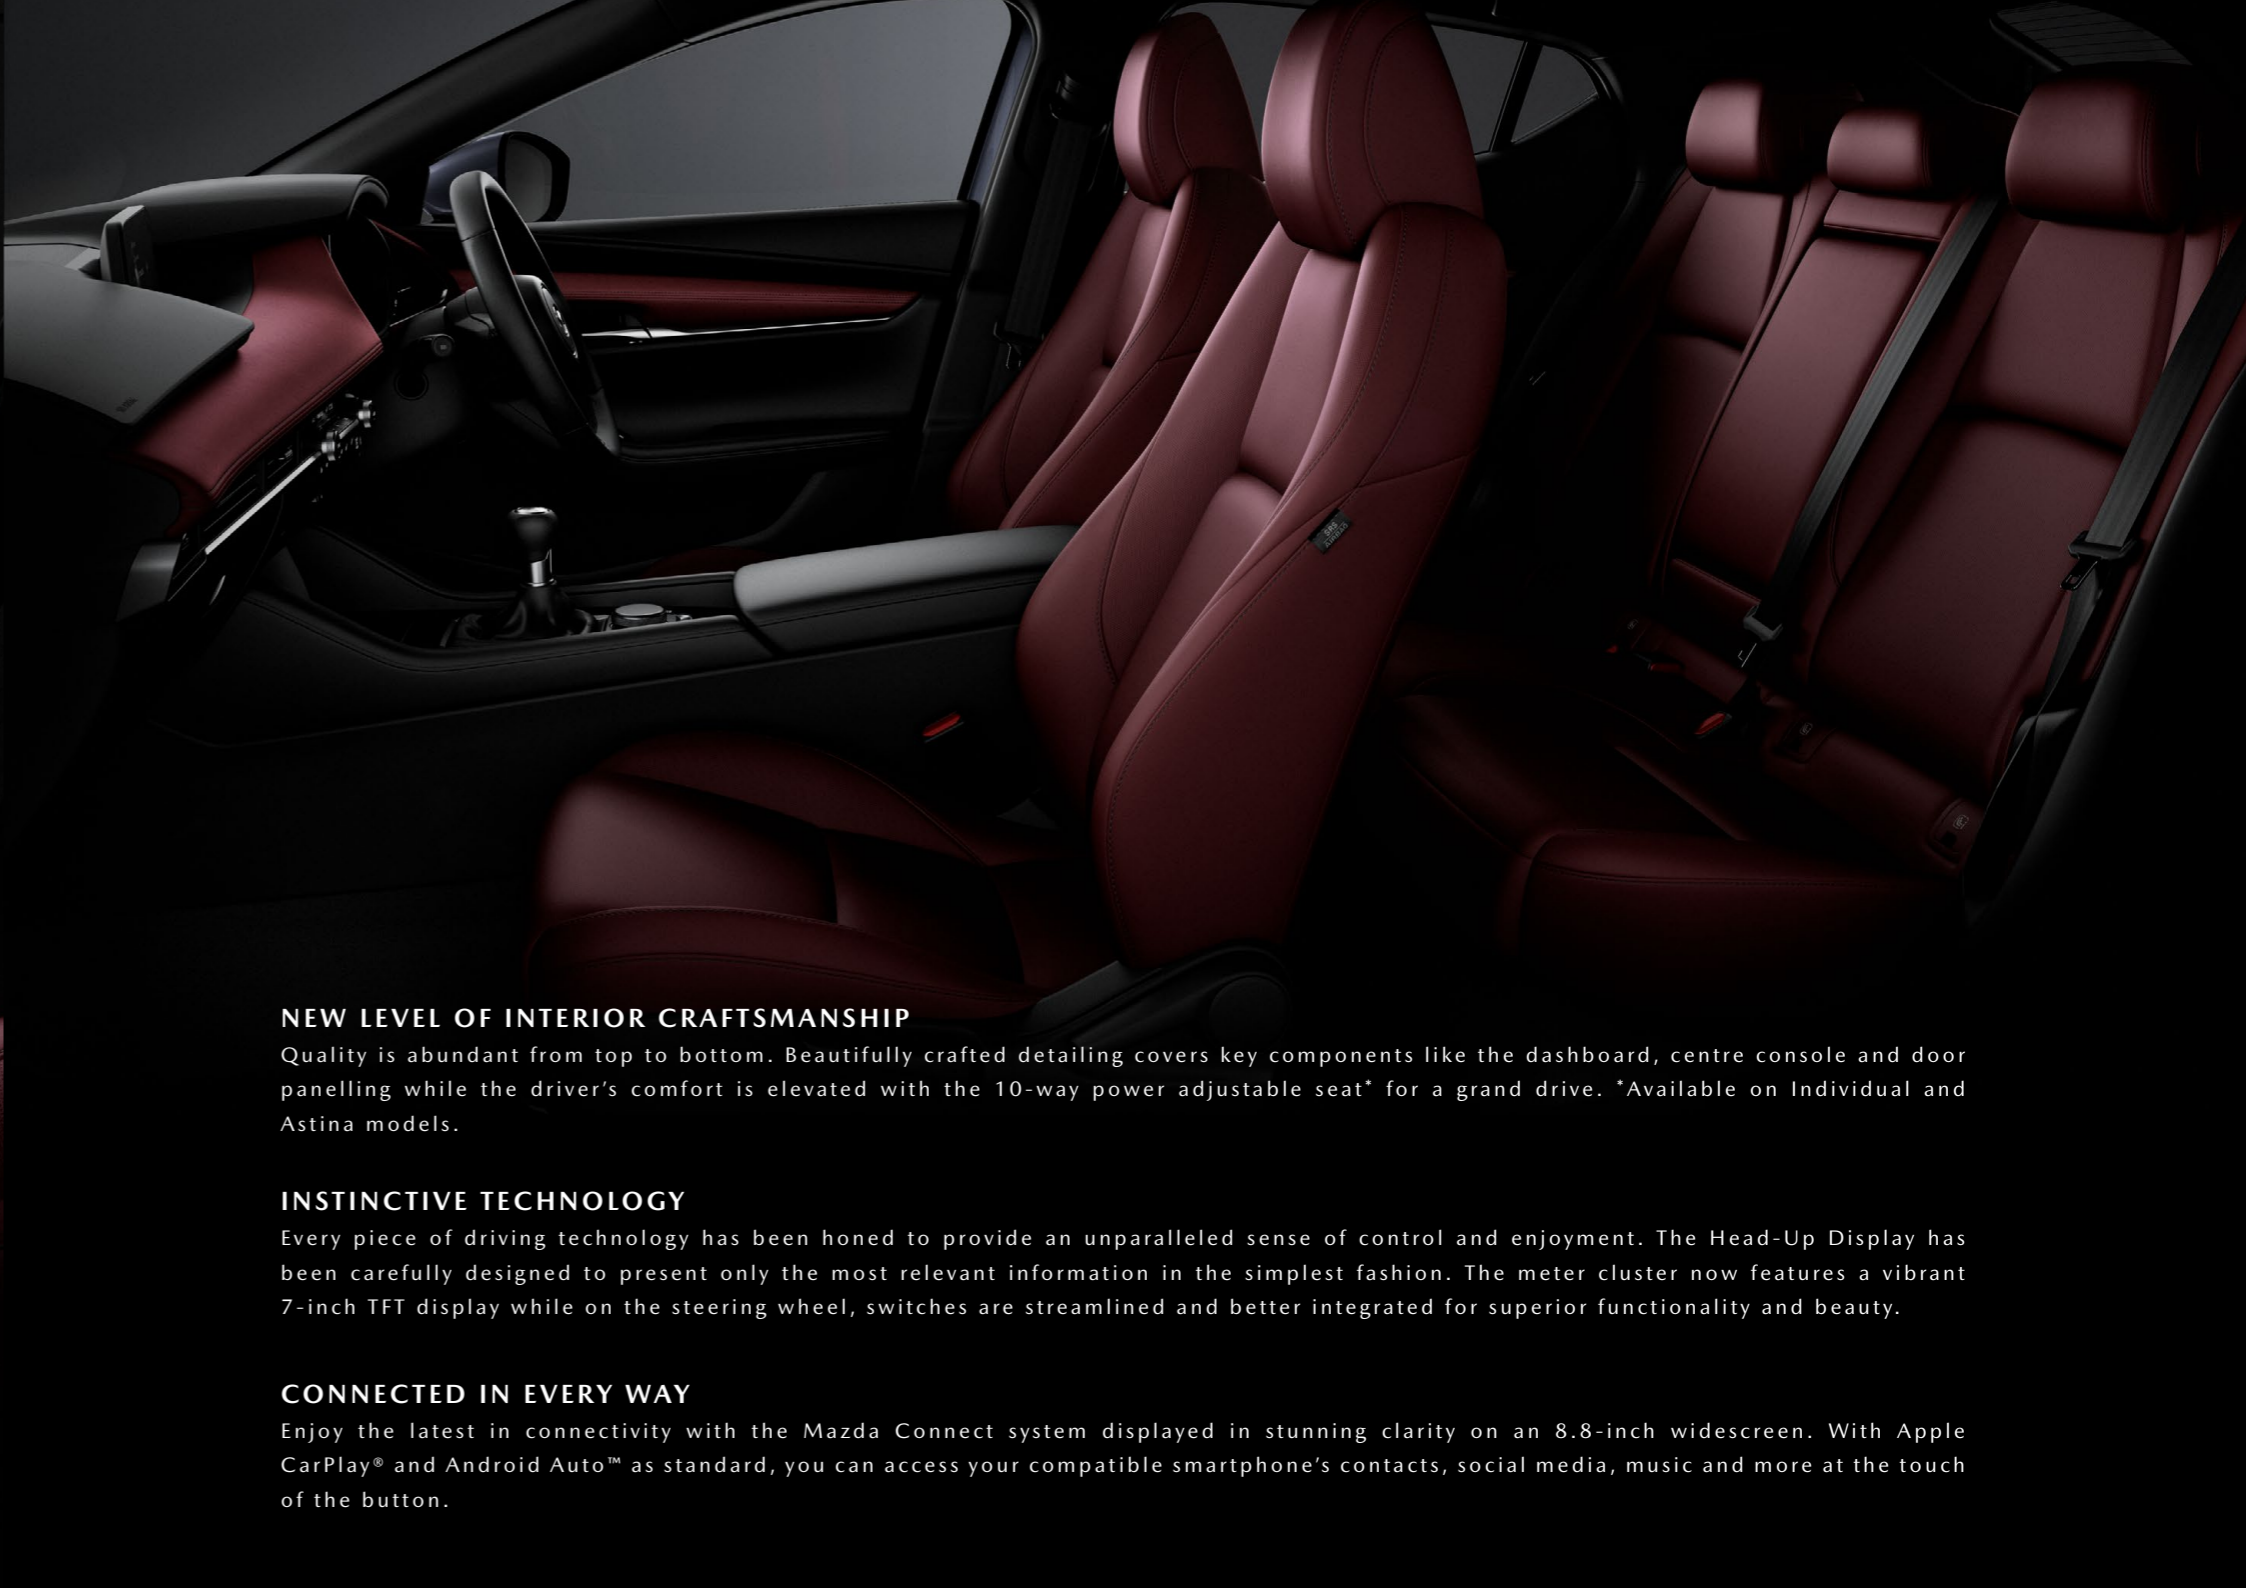 SRS
AIRBAG
NEW LEVEL OF INTERIOR CRAFTSMANSHIP
Quality is abundant from top to bottom. Beautifully crafted detailing covers key components like the dashboard, centre console and door
panelling while the driver’s comfort is elevated with the 10-way power adjustable seat* for a grand drive. *Available on Individual and
Astina models.
INSTINCTIVE TECHNOLOGY
Every piece of driving technology has been honed to provide an unparalleled sense of control and enjoyment. The Head-Up Display has
been carefully designed to present only the most relevant information in the simplest fashion. The meter cluster now features a vibrant
7-inch TFT display while on the steering wheel, switches are streamlined and better integrated for superior functionality and beauty.
CONNECTED IN EVERY WAY
Enjoy the latest in connectivity with the Mazda Connect system displayed in stunning clarity on an 8.8-inch widescreen. With Apple
CarPlay® and Android Auto™ as standard, you can access your compatible smartphone’s contacts, social media, music and more at the touch
of the button.